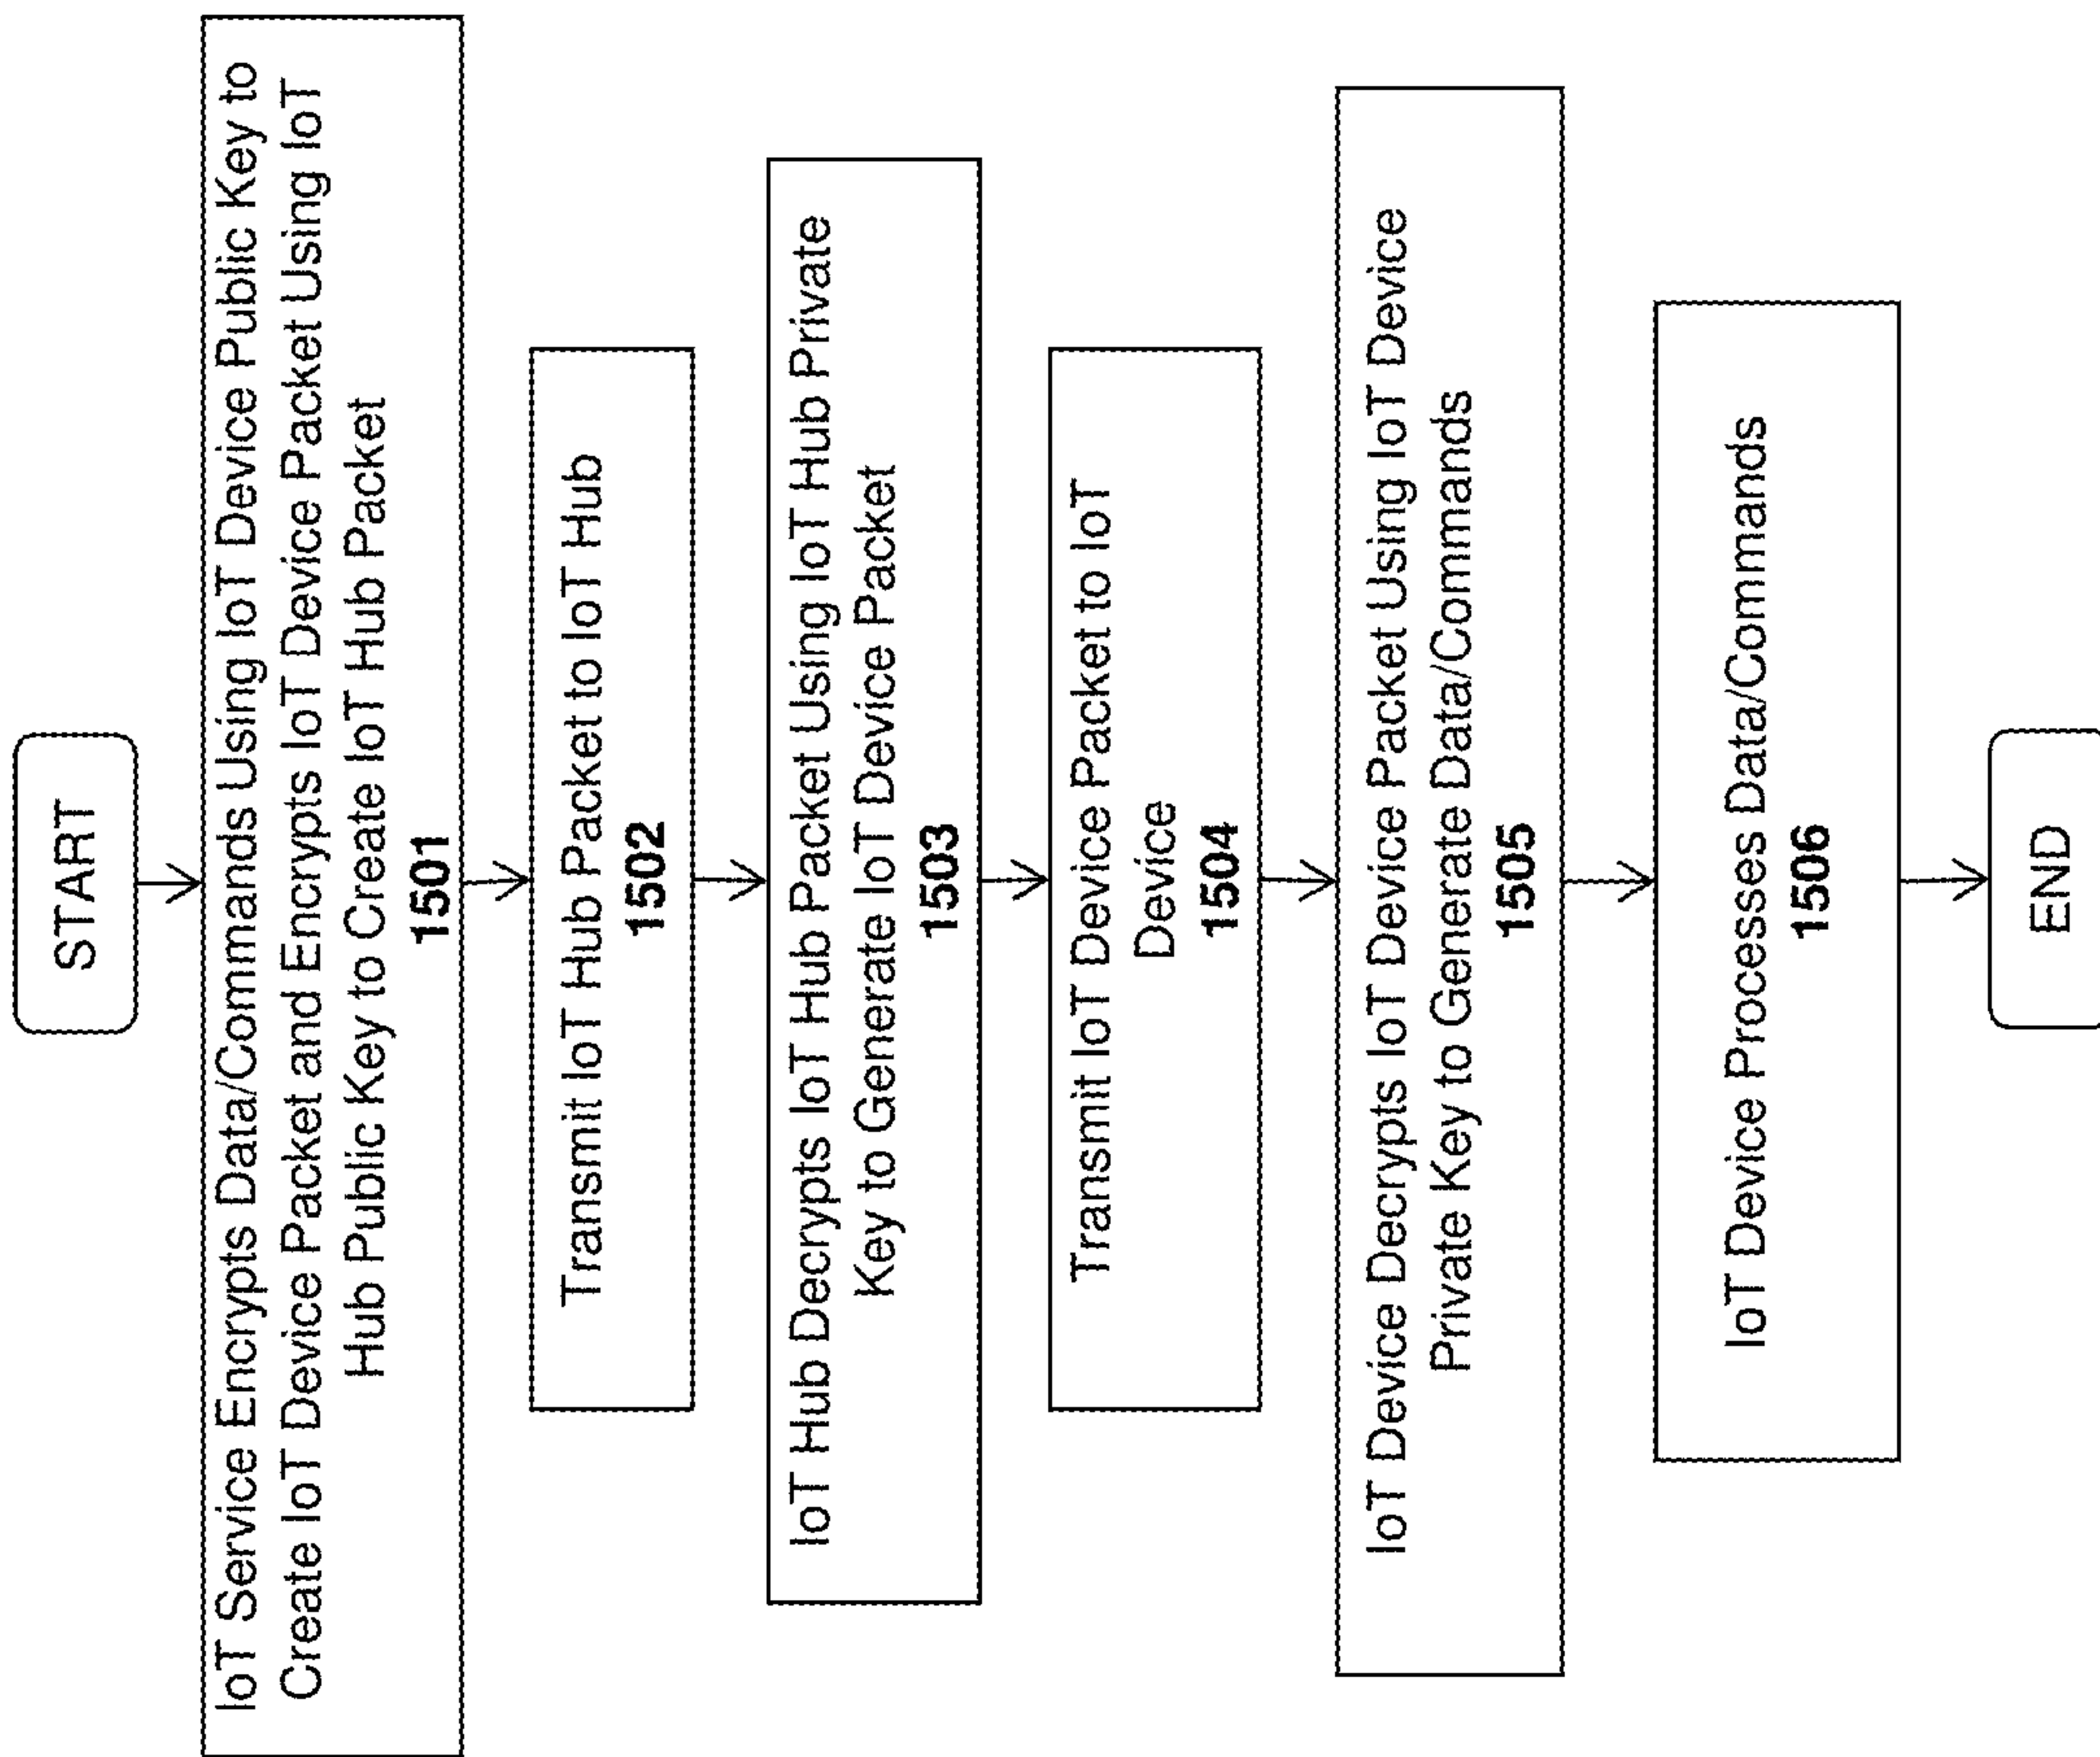 START
IoT Service Encrypts Data/Commands Using IoT Device Public Key to
Create IoT Device Packet and Encrypts IoT Device Packet Using IoT
Hub Public Key to Create IoT Hub Packet
1501
Transmit IoT Hub Packet to IoT Hub
1502
IoT Hub Decrypts IoT Hub Packet Using IoT Hub Private
Key to Generate IoT Device Packet
1503
Transmit IoT Device Packet to IoT
Device
1504
IoT Device Decrypts IoT Device Packet Using IoT Device
Private Key to Generate Data/Commands
1505
IoT Device Processes Data/Commands
1506
END